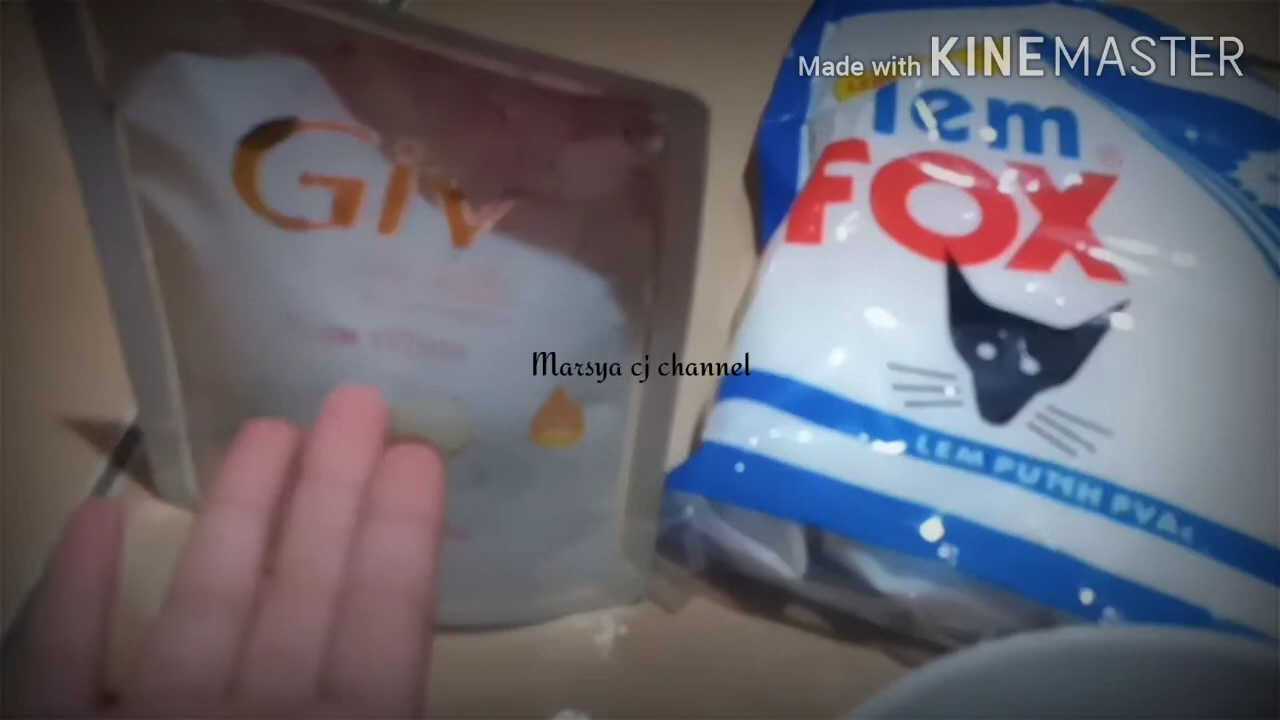 Made with KINEMASTER
lem
FOX
Giv
Marsya cj channel
LEM PUTIH PVAc